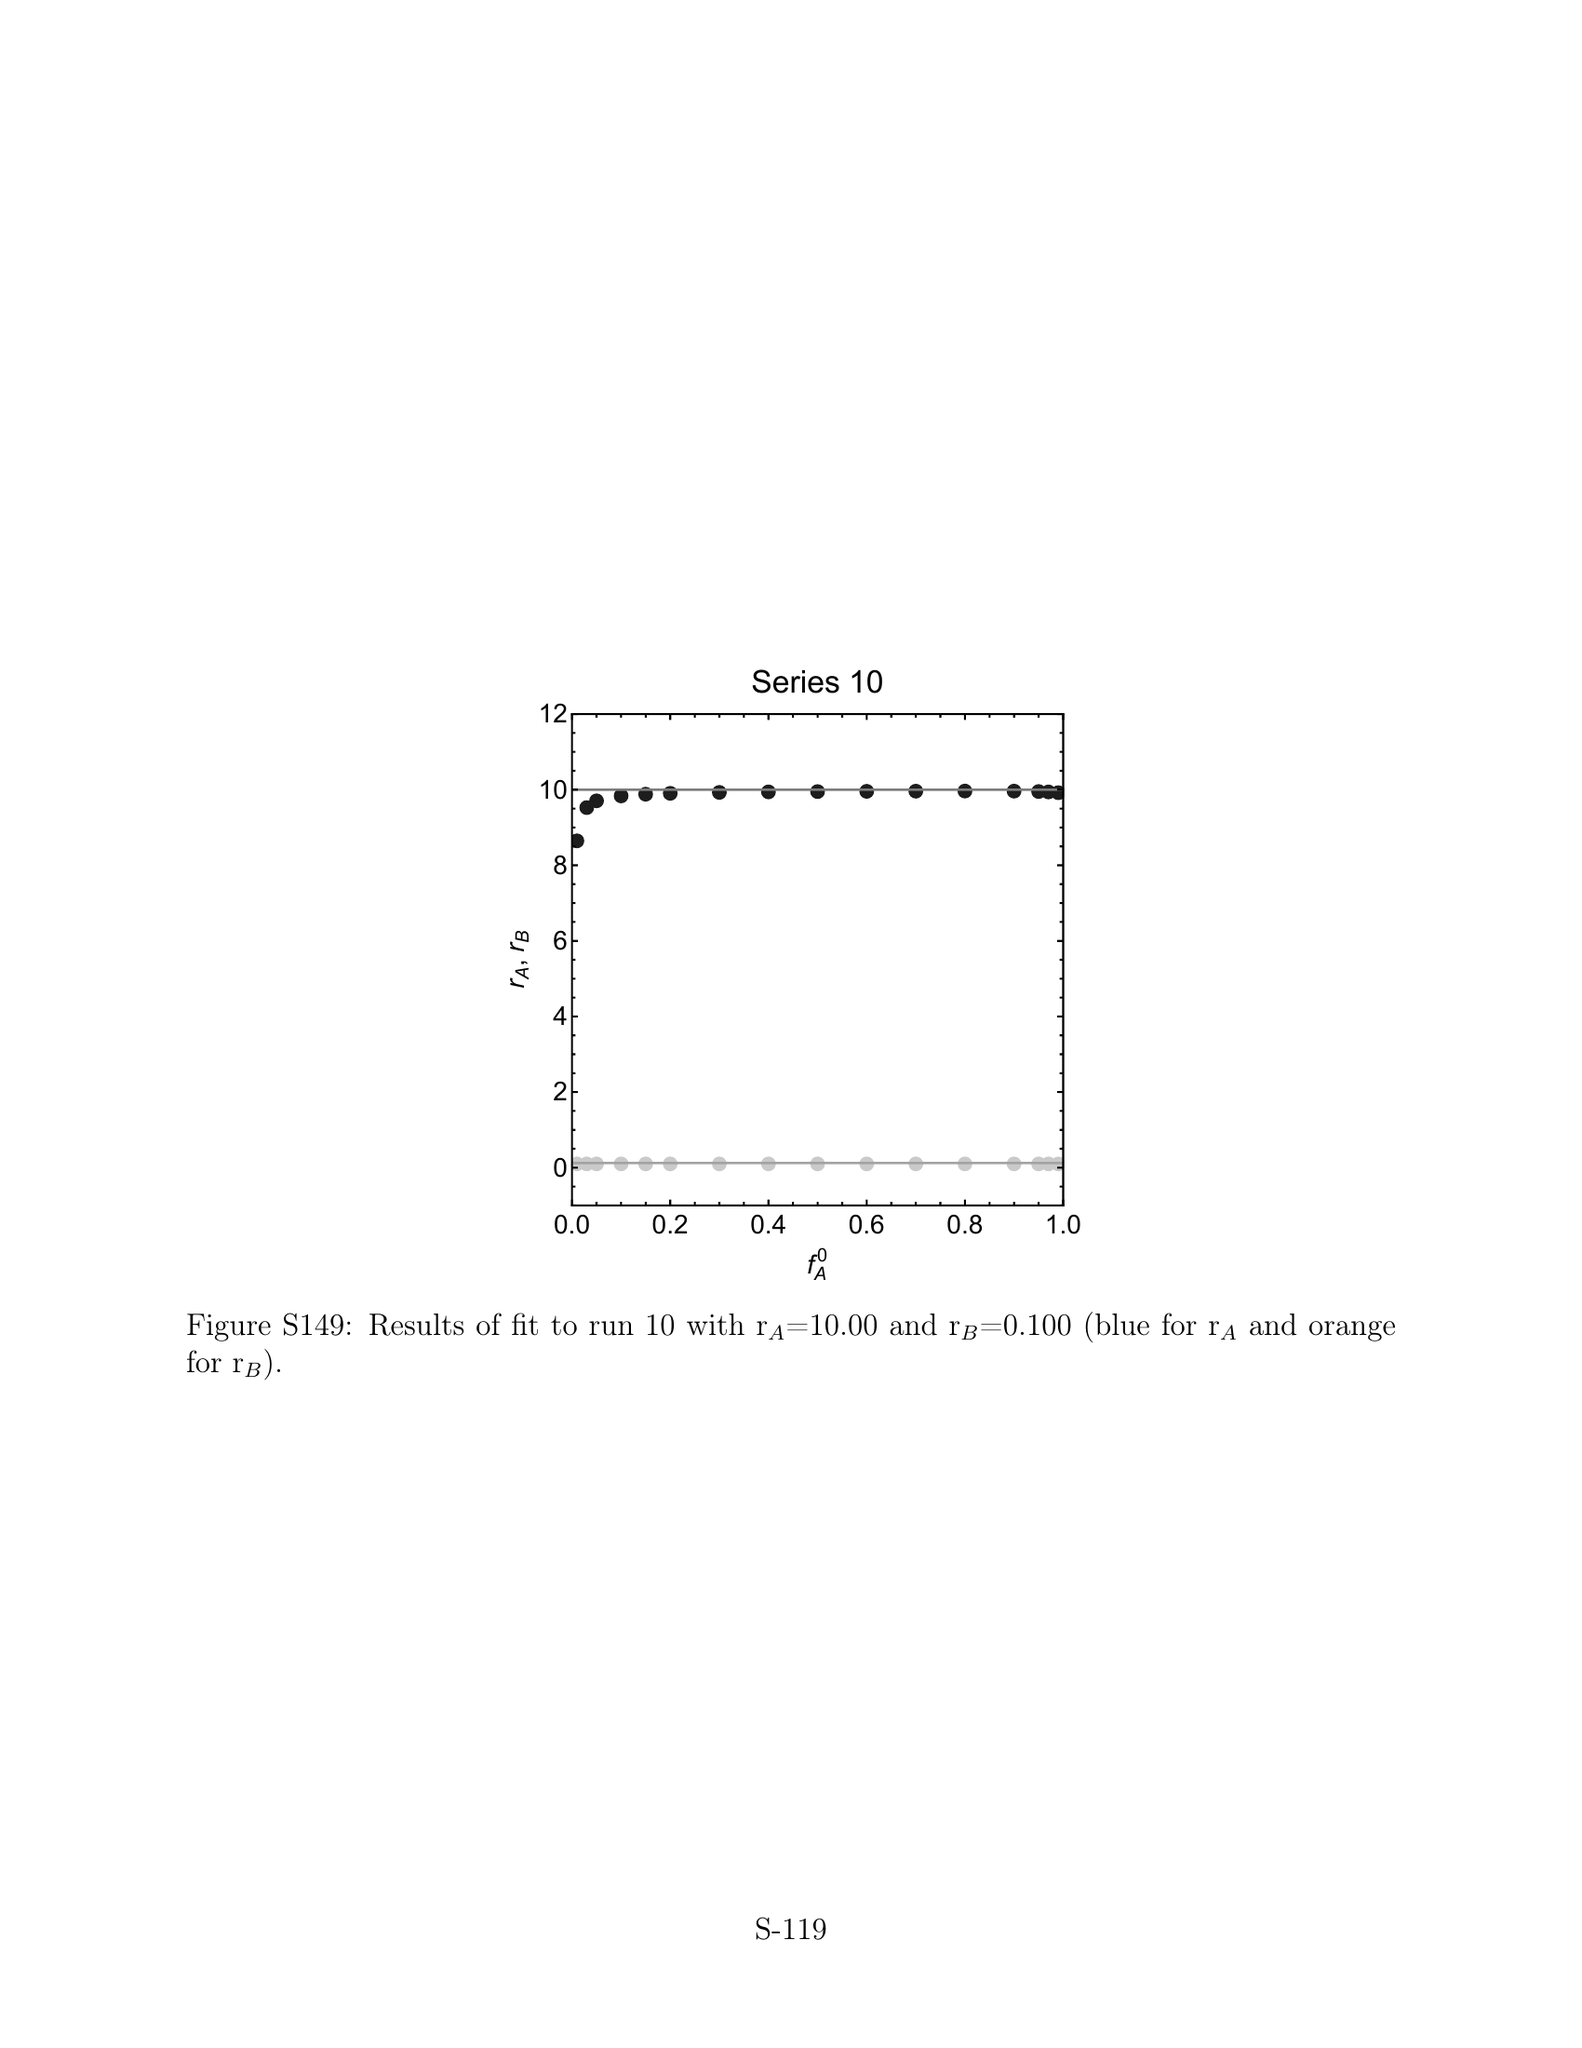 Series 10
12
10
8
6
4
2
0
r_A, r_B
0.0 0.2 0.4 0.6 0.8 1.0
f_A^0
Figure S149: Results of fit to run 10 with r_A=10.00 and r_B=0.100 (blue for r_A and orange
for r_B).
S-119